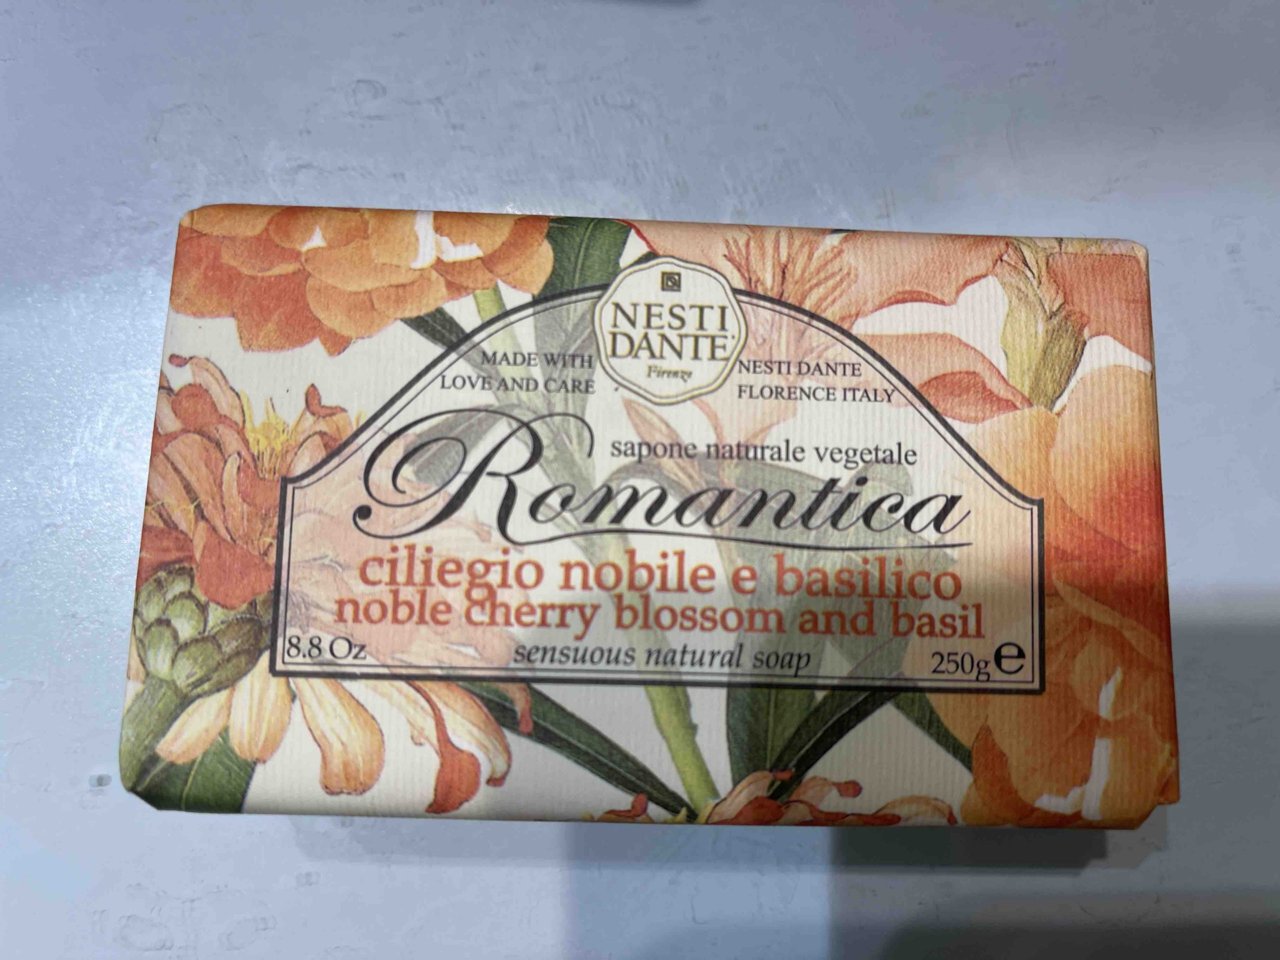 NESTI
DANTE
Firenze
MADE WITH
LOVE AND CARE
NESTI DANTE
FLORENCE ITALY
sapone naturale vegetale
Romantica
ciliegio nobile e basilico
noble cherry blossom and basil
8.8 Oz
sensuous natural soap
250g e